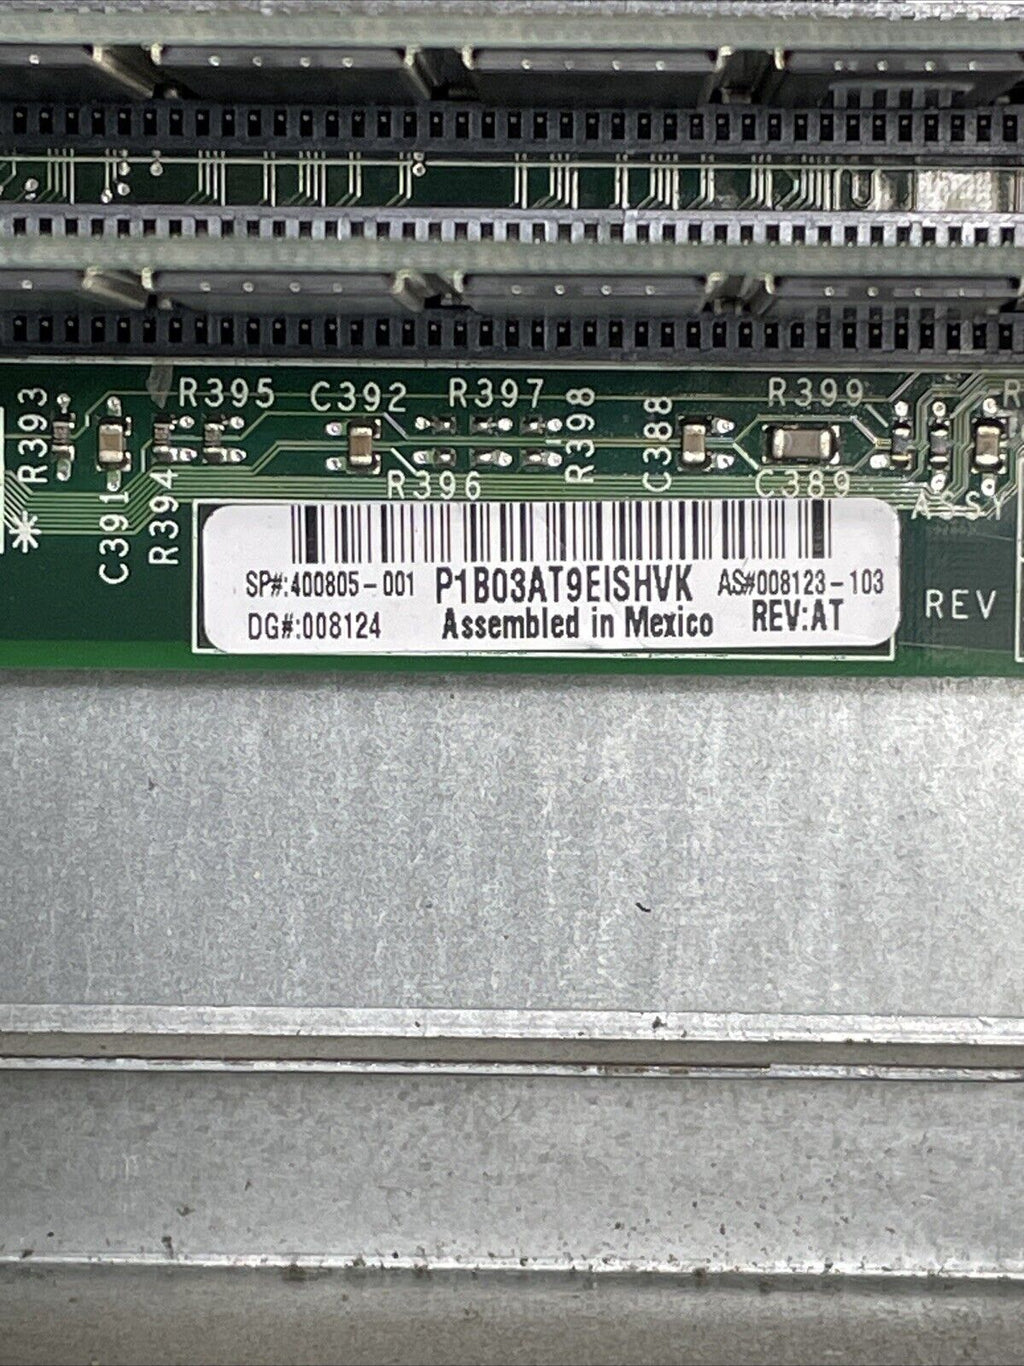 R393
R395
C392
R397
R398
C388
R399
C391
R394
R396
C389
ASSY
SP#:400805-001 P1B03AT9EISHVK AS#008123-103
DG#:008124 Assembled in Mexico REV:AT
REV